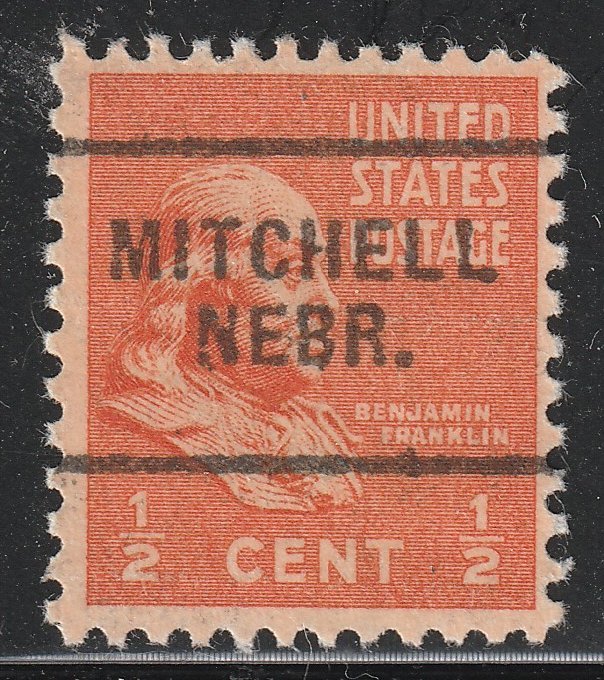 UNITED
STATES
POSTAGE
MITCHELL
NEBR.
BENJAMIN
FRANKLIN
1/2 CENT 1/2